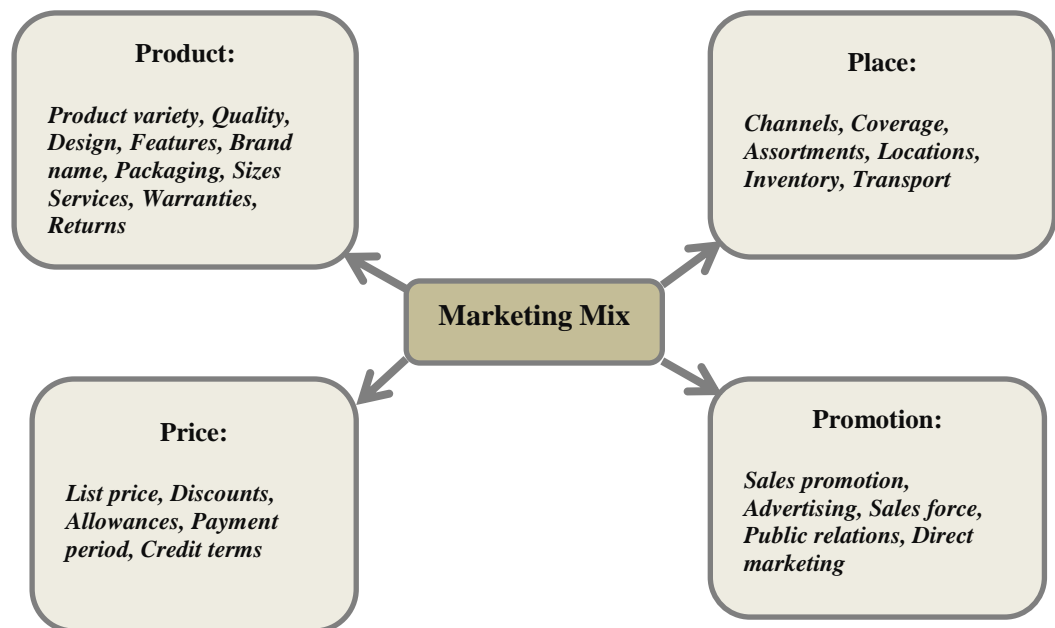 Product:
Product variety, Quality,
Design, Features, Brand
name, Packaging, Sizes
Services, Warranties,
Returns
Place:
Channels, Coverage,
Assortments, Locations,
Inventory, Transport
Marketing Mix
Price:
List price, Discounts,
Allowances, Payment
period, Credit terms
Promotion:
Sales promotion,
Advertising, Sales force,
Public relations, Direct
marketing